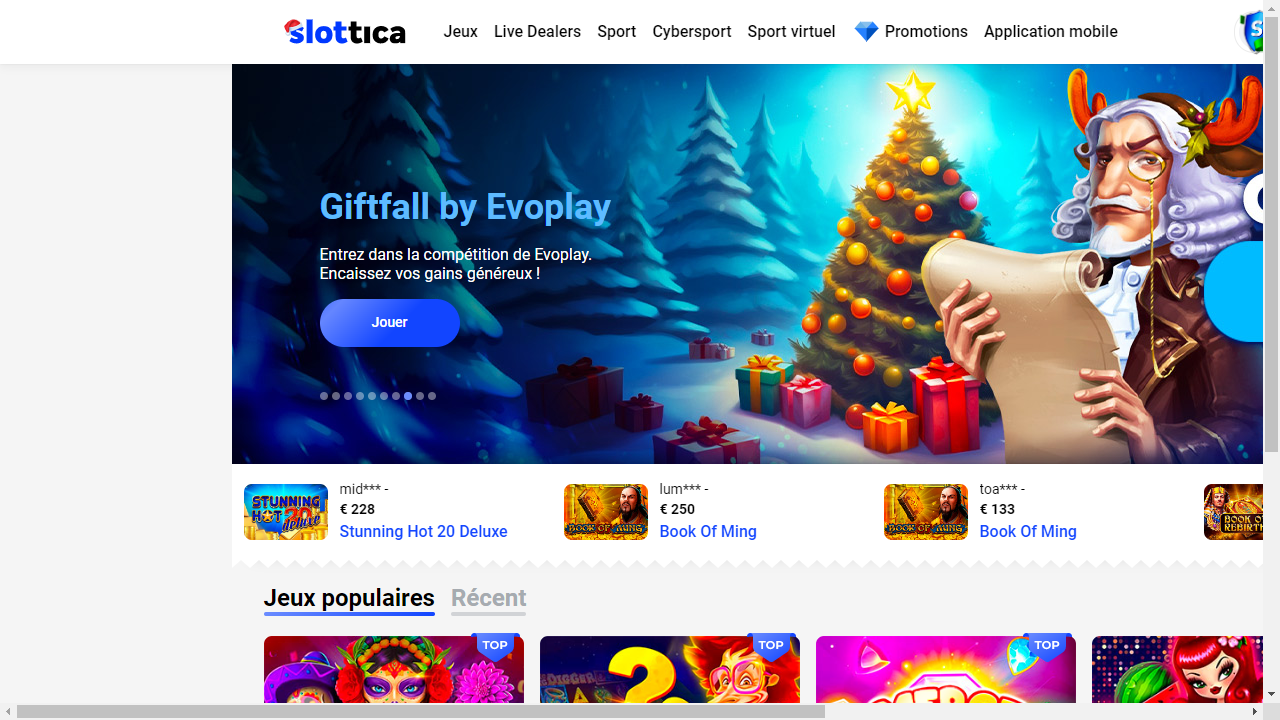 slottica
Jeux
Live Dealers
Sport
Cybersport
Sport virtuel
Promotions
Application mobile
Giftfall by Evoplay
Entrez dans la compétition de Evoplay.
Encaissez vos gains généreux !
Jouer
STUNNING
HOT 20
deluxe
mid*** -
€ 228
Stunning Hot 20 Deluxe
BOOK OF MING
lum*** -
€ 250
Book Of Ming
BOOK OF MING
toa*** -
€ 133
Book Of Ming
Jeux populaires
Récent
TOP
TOP
TOP